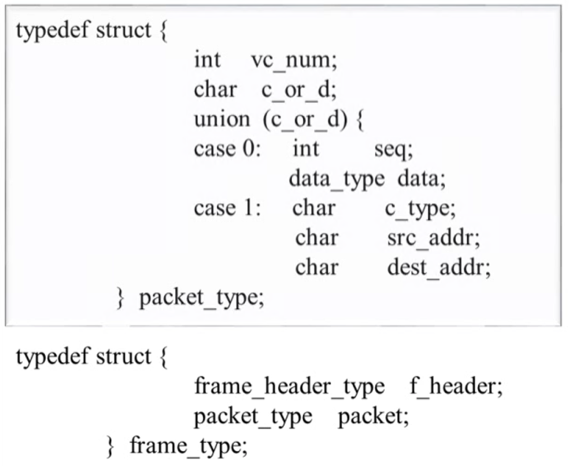 typedef struct {
int vc_num;
char c_or_d;
union (c_or_d) {
case 0: int seq;
data_type data;
case 1: char c_type;
char src_addr;
char dest_addr;
} packet_type;
typedef struct {
frame_header_type f_header;
packet_type packet;
} frame_type;